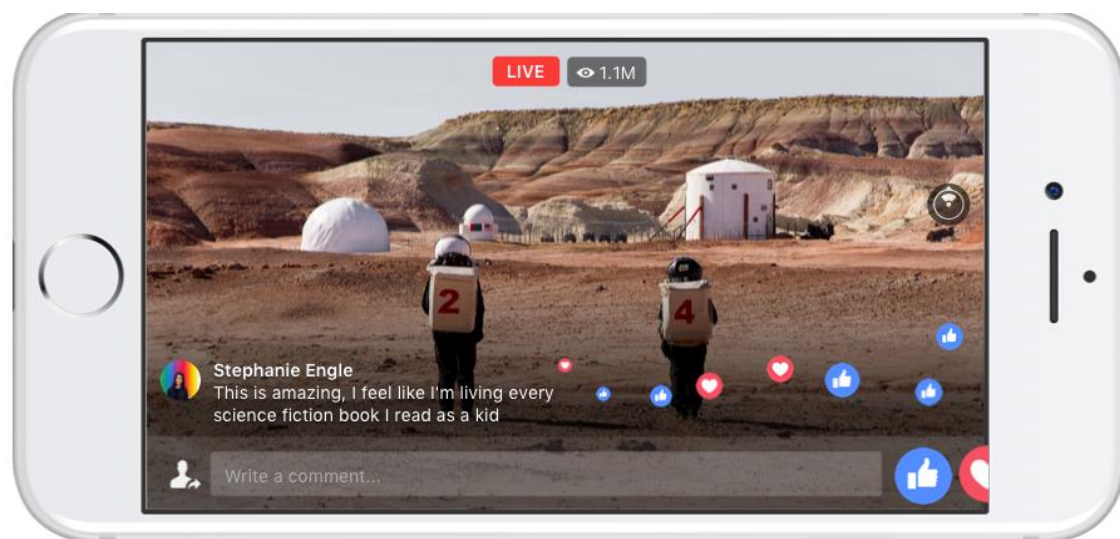 LIVE 1.1M
2 4
Stephanie Engle
This is amazing, I feel like I'm living every
science fiction book I read as a kid
Write a comment...